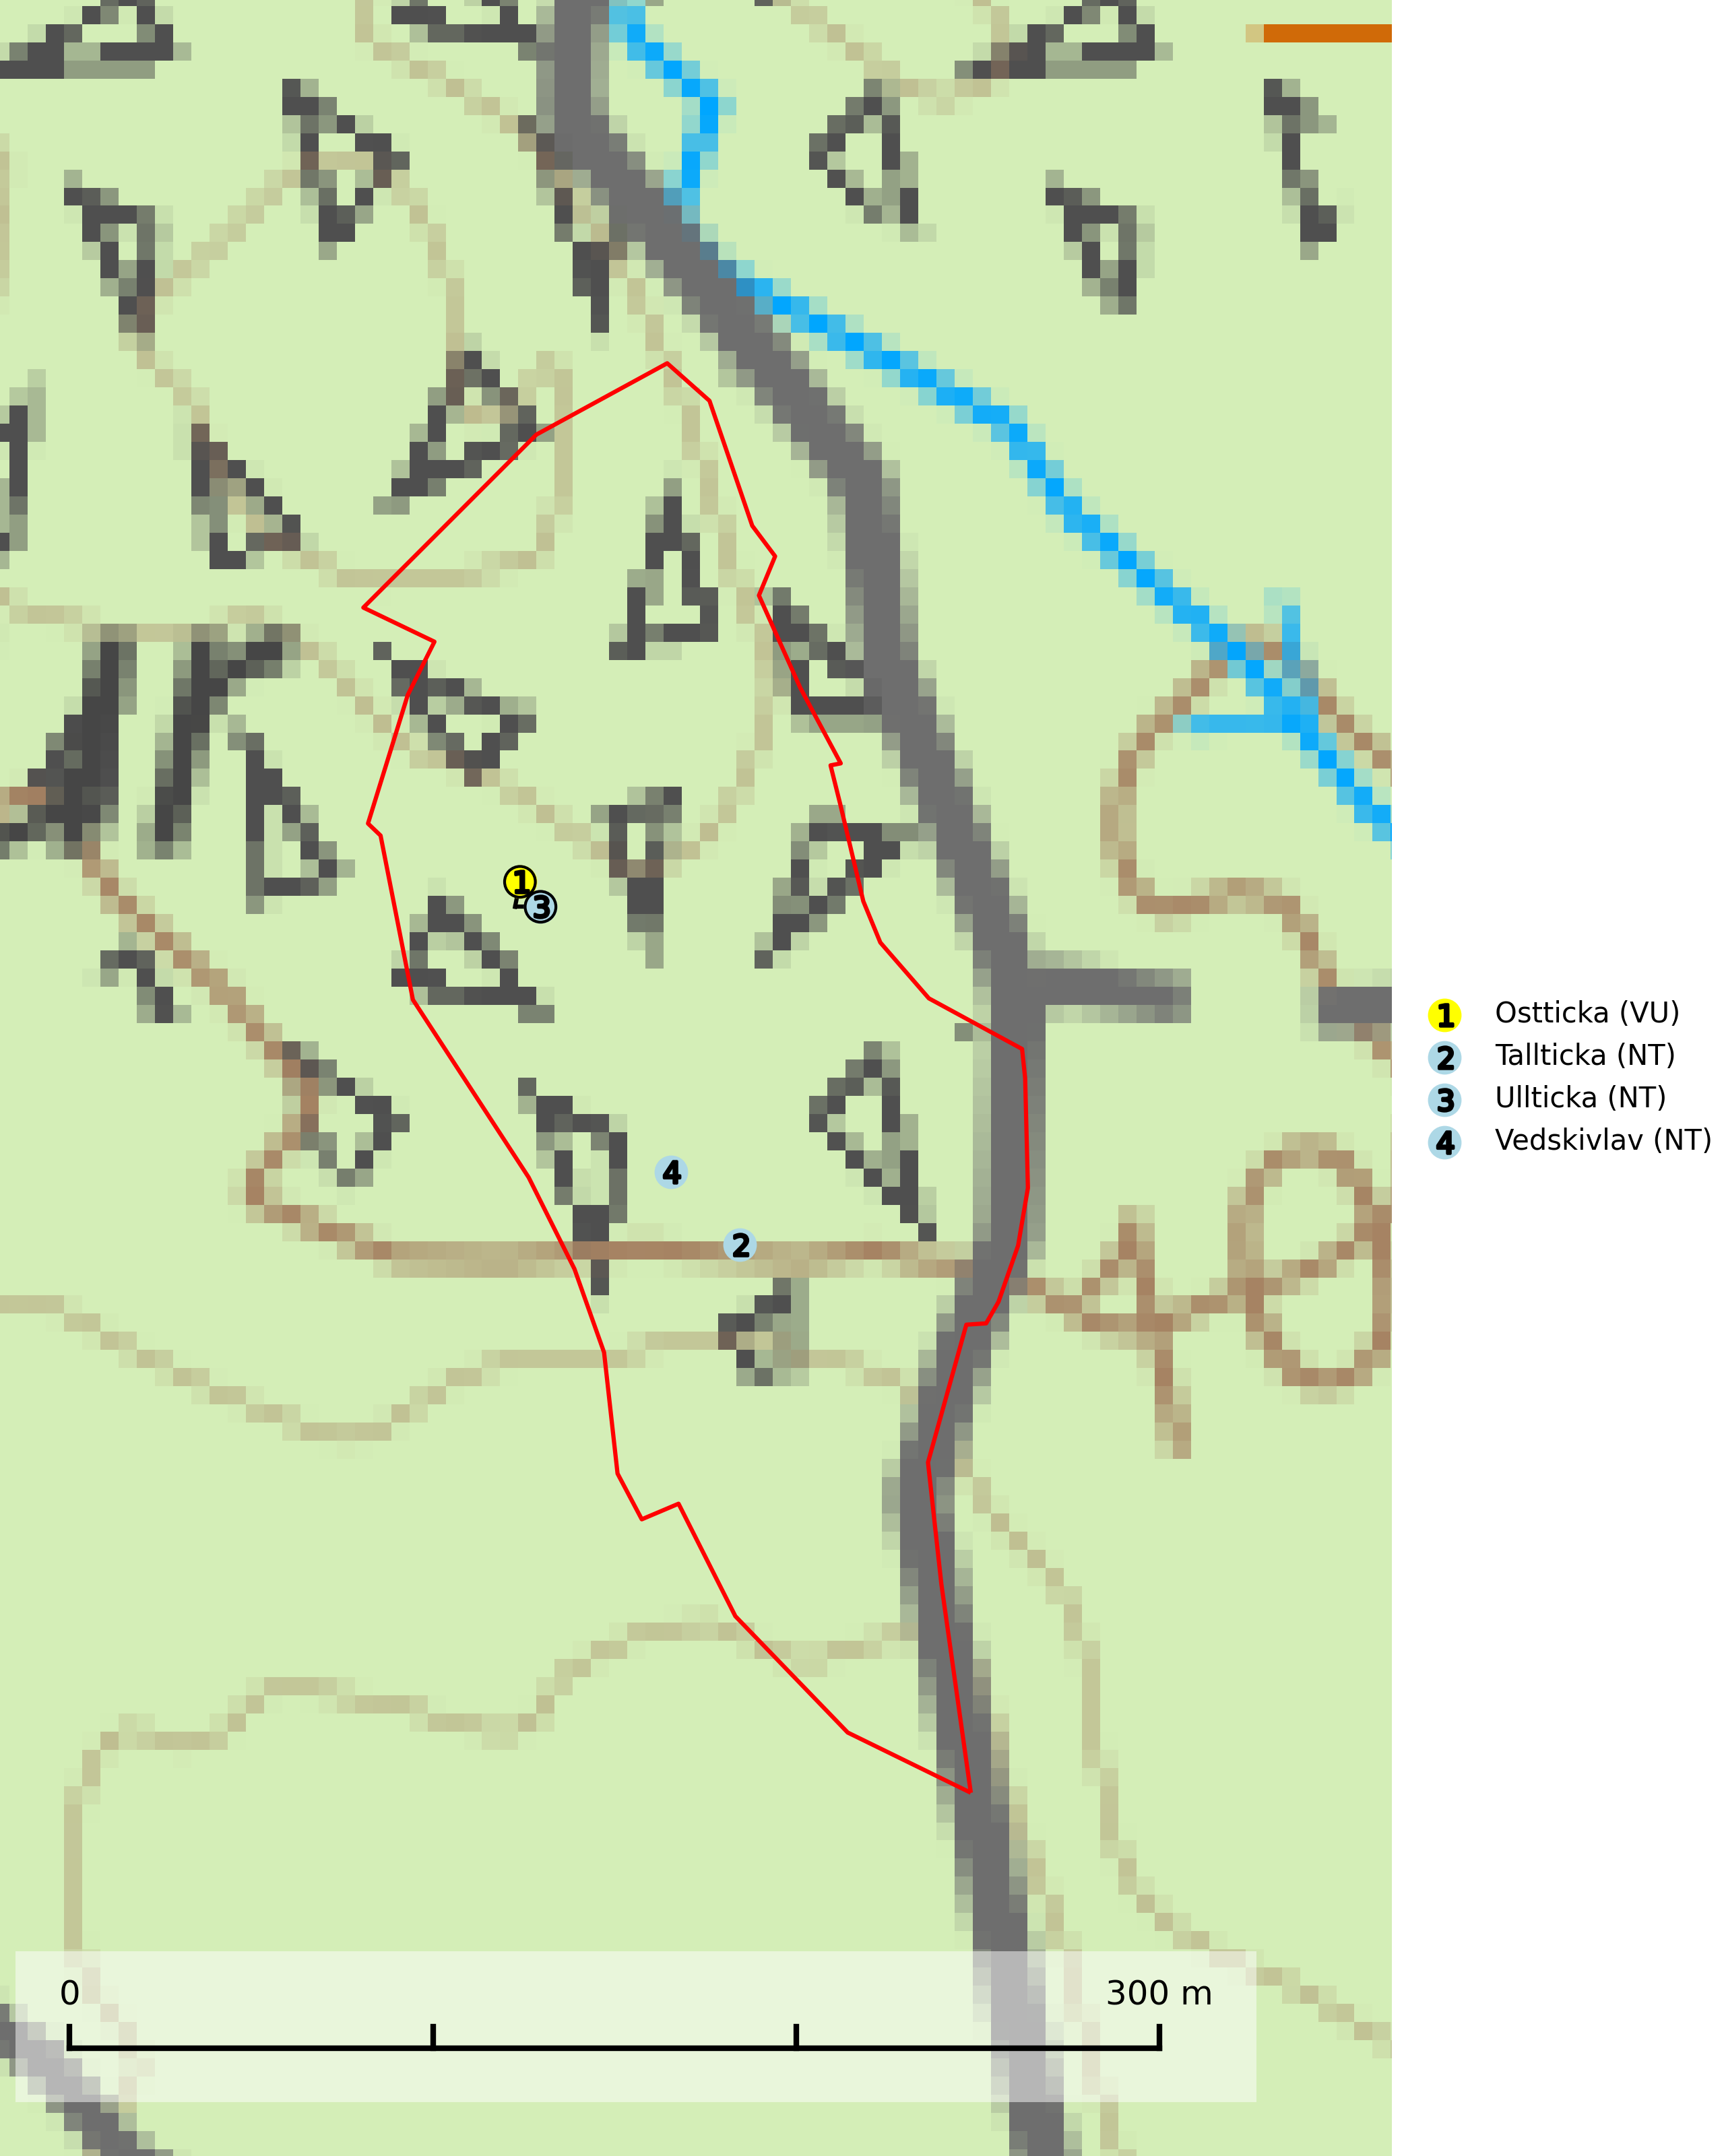 1
3
4
2
1 Ostticka (VU)
2 Tallticka (NT)
3 Ullticka (NT)
4 Vedskivlav (NT)
0 300 m